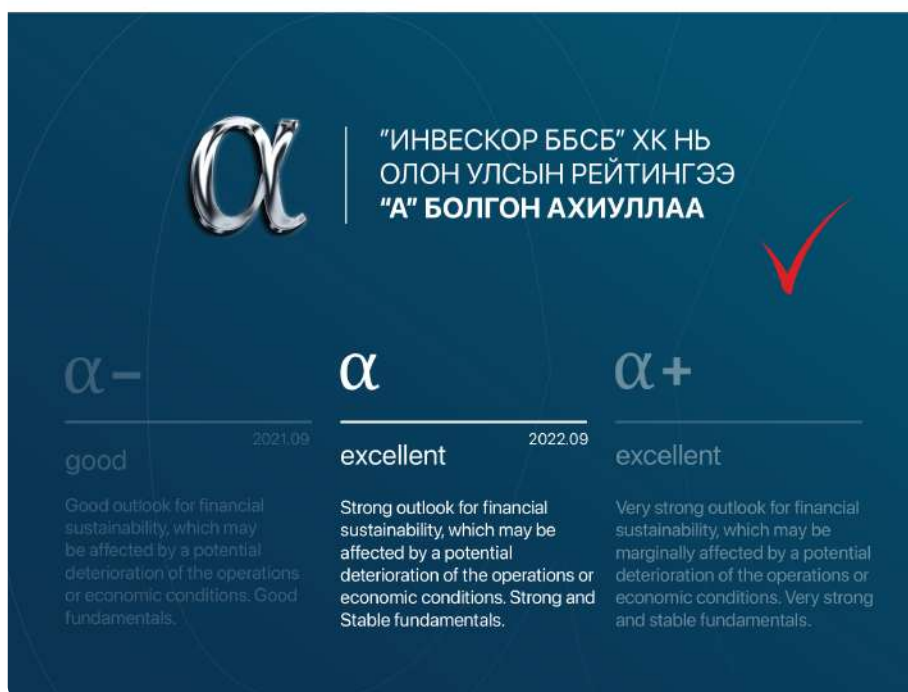 α
"ИНВЕСКОР ББСБ" ХК НЬ
ОЛОН УЛСЫН РЕЙТИНГЭЭ
"А" БОЛГОН АХИУЛЛАА
α–
2021.09
good
Good outlook for financial
sustainability, which may
be affected by a potential
deterioration of the operations
or economic conditions. Good
fundamentals.
α
2022.09
excellent
Strong outlook for financial
sustainability, which may be
affected by a potential
deterioration of the operations or
economic conditions. Strong and
Stable fundamentals.
α+
excellent
Very strong outlook for financial
sustainability, which may be
marginally affected by a potential
deterioration of the operations or
economic conditions. Very strong
and stable fundamentals.